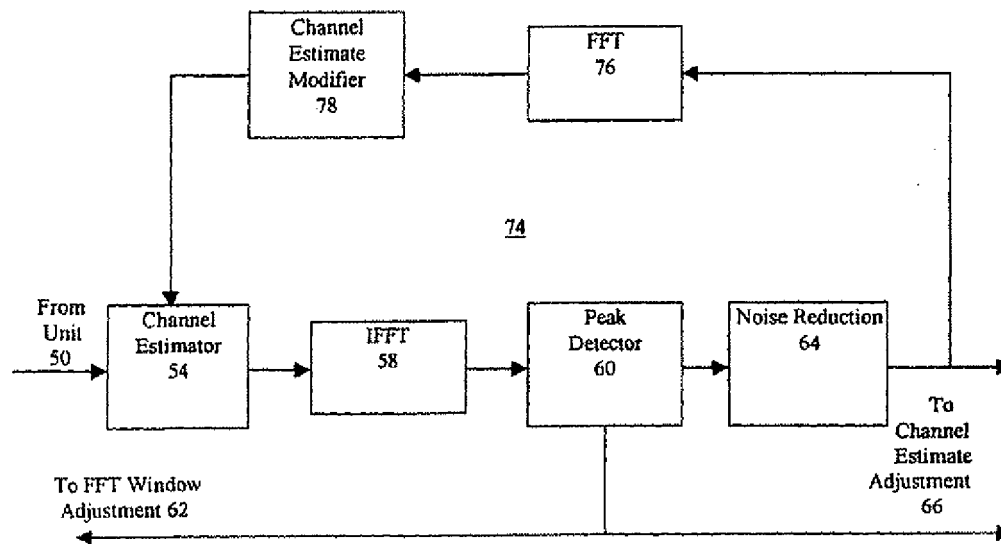 Channel
Estimate
Modifier
78
FFT
76
74
From
Unit
50
Channel
Estimator
54
IFFT
58
Peak
Detector
60
Noise Reduction
64
To
Channel
Estimate
Adjustment
66
To FFT Window
Adjustment 62